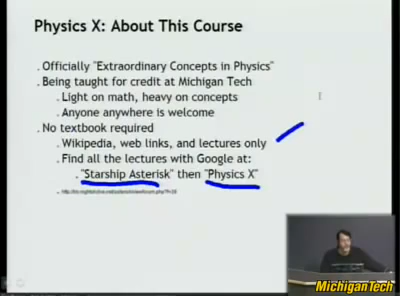 Physics X: About This Course
. Officially "Extraordinary Concepts in Physics"
. Being taught for credit at Michigan Tech
. Light on math, heavy on concepts
. Anyone anywhere is welcome
. No textbook required
. Wikipedia, web links, and lectures only
. Find all the lectures with Google at:
. "Starship Asterisk" then "Physics X"
MichiganTech